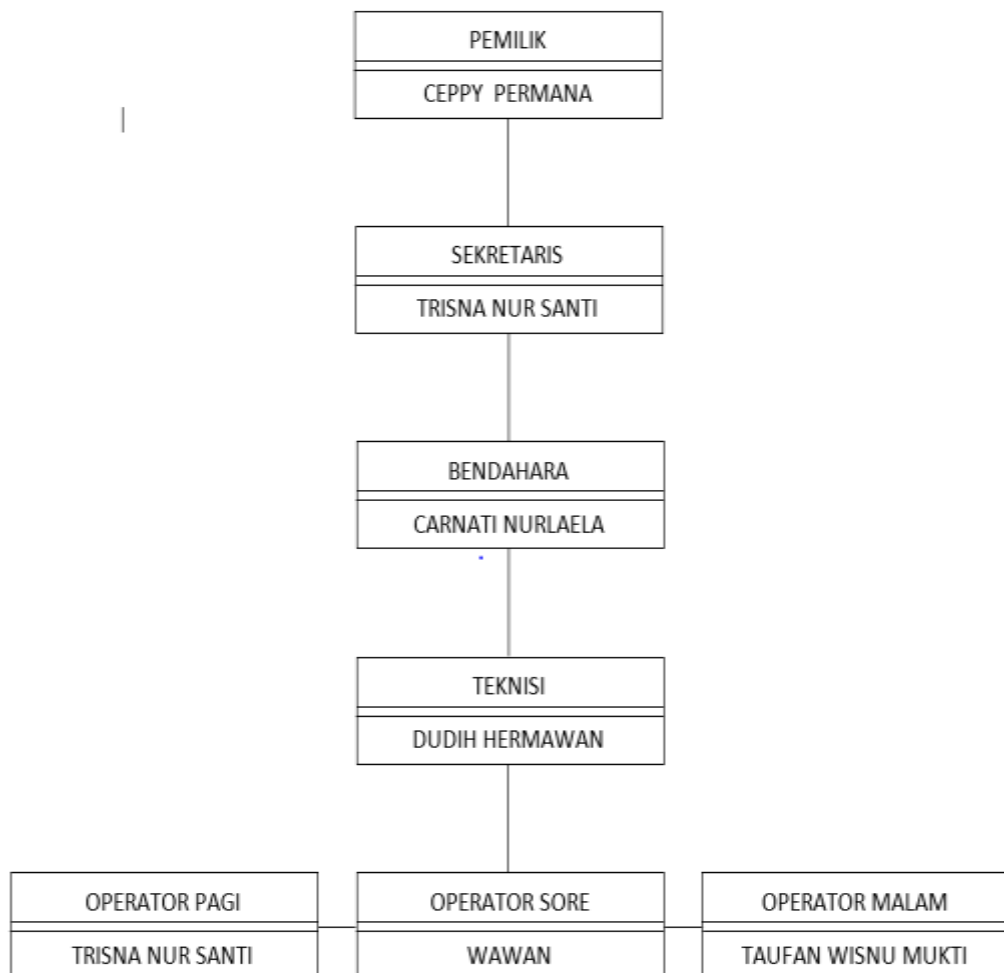 PEMILIK
CEPPY PERMANA
SEKRETARIS
TRISNA NUR SANTI
BENDAHARA
CARNATI NURLAELA
TEKNISI
DUDIH HERMAWAN
OPERATOR PAGI
TRISNA NUR SANTI
OPERATOR SORE
WAWAN
OPERATOR MALAM
TAUFAN WISNU MUKTI